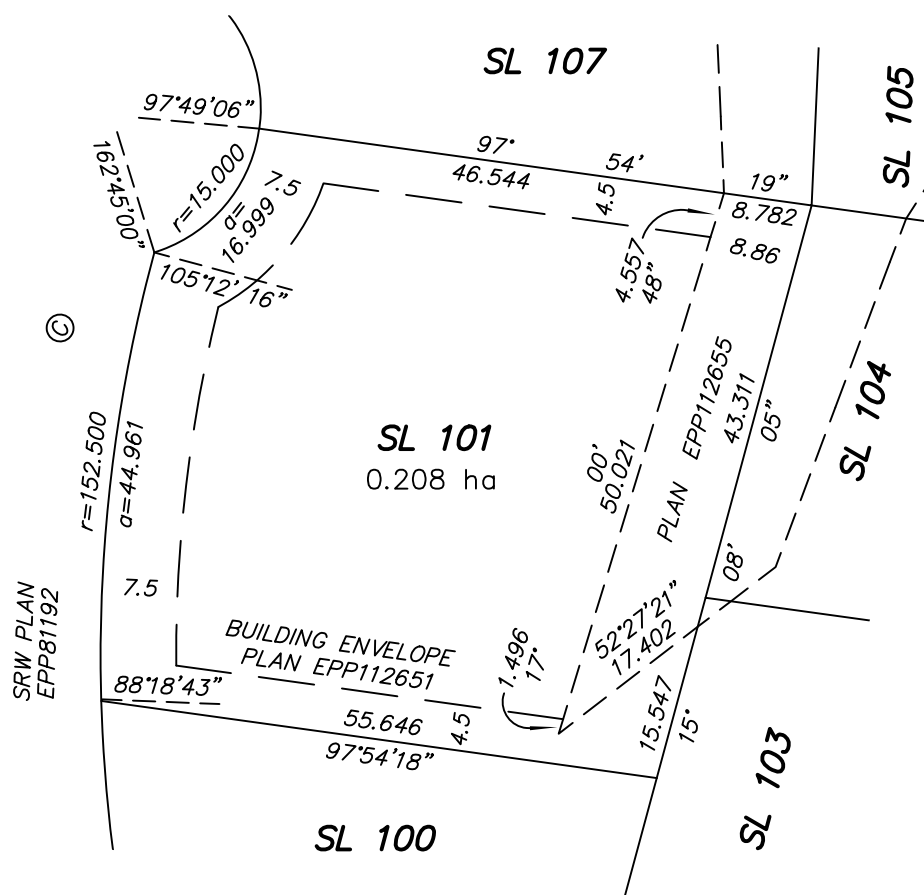 SL 107
SL 105
97°49'06"
162°45'00"
r=15.000
a=
16.999
7.5
97° 54' 19"
46.544
4.5
8.782
8.86
4.557
48"
105°12' 16"
©
SL 101
0.208 ha
r=152.500
a=44.961
00'
50.021
PLAN EPP112655
43.311
05"
SL 104
7.5
08'
SRW PLAN
EPP81192
BUILDING ENVELOPE
PLAN EPP112651
52°27'21"
17.402
1.496
17°
88°18'43"
55.646
4.5
97°54'18"
15.547
15°
SL 103
SL 100